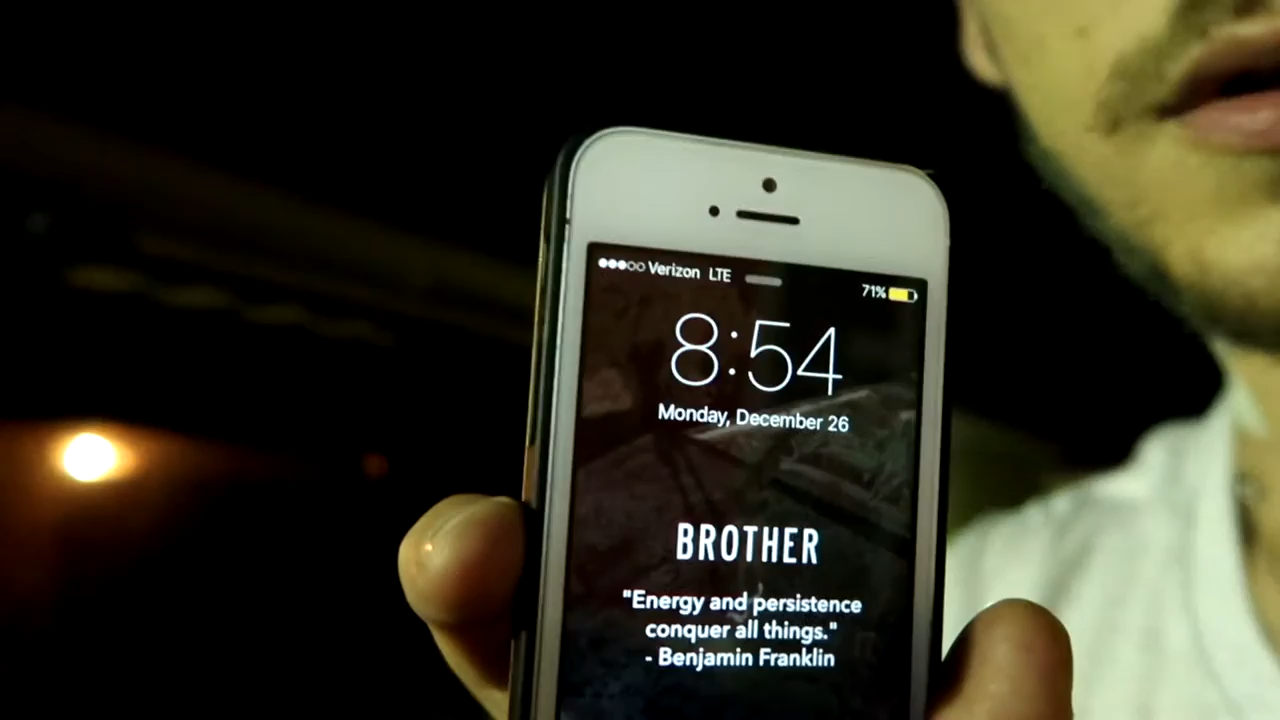 Verizon LTE 71%
8:54
Monday, December 26
BROTHER
"Energy and persistence
conquer all things."
- Benjamin Franklin